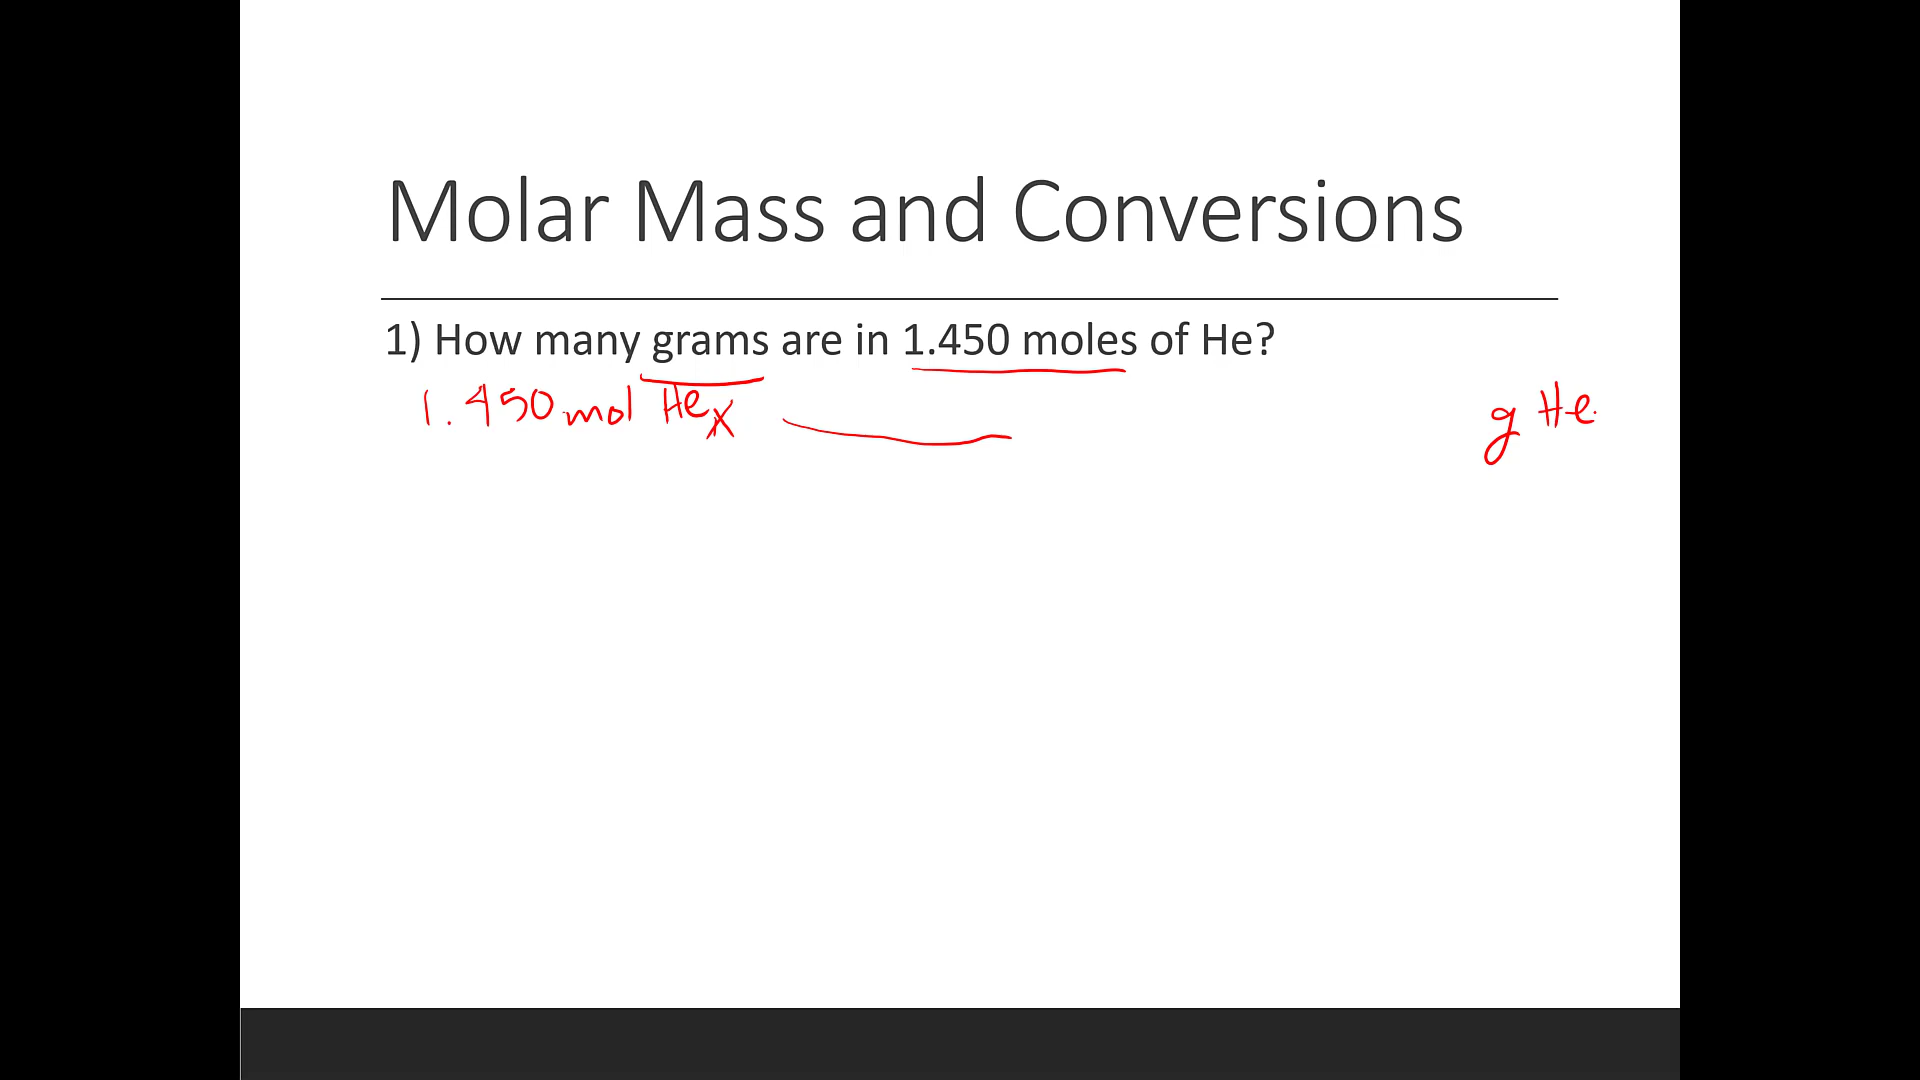 Molar Mass and Conversions
1) How many grams are in 1.450 moles of He?
1.450 mol He x g He